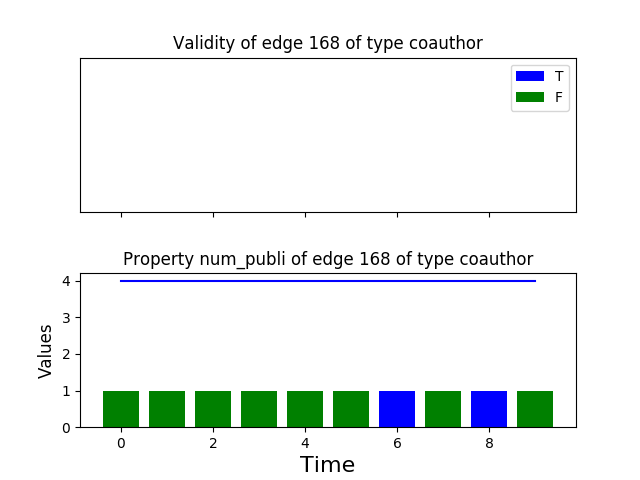 Validity of edge 168 of type coauthor
T
F
Property num_publi of edge 168 of type coauthor
4
3
2
1
0
Values
0 2 4 6 8
Time